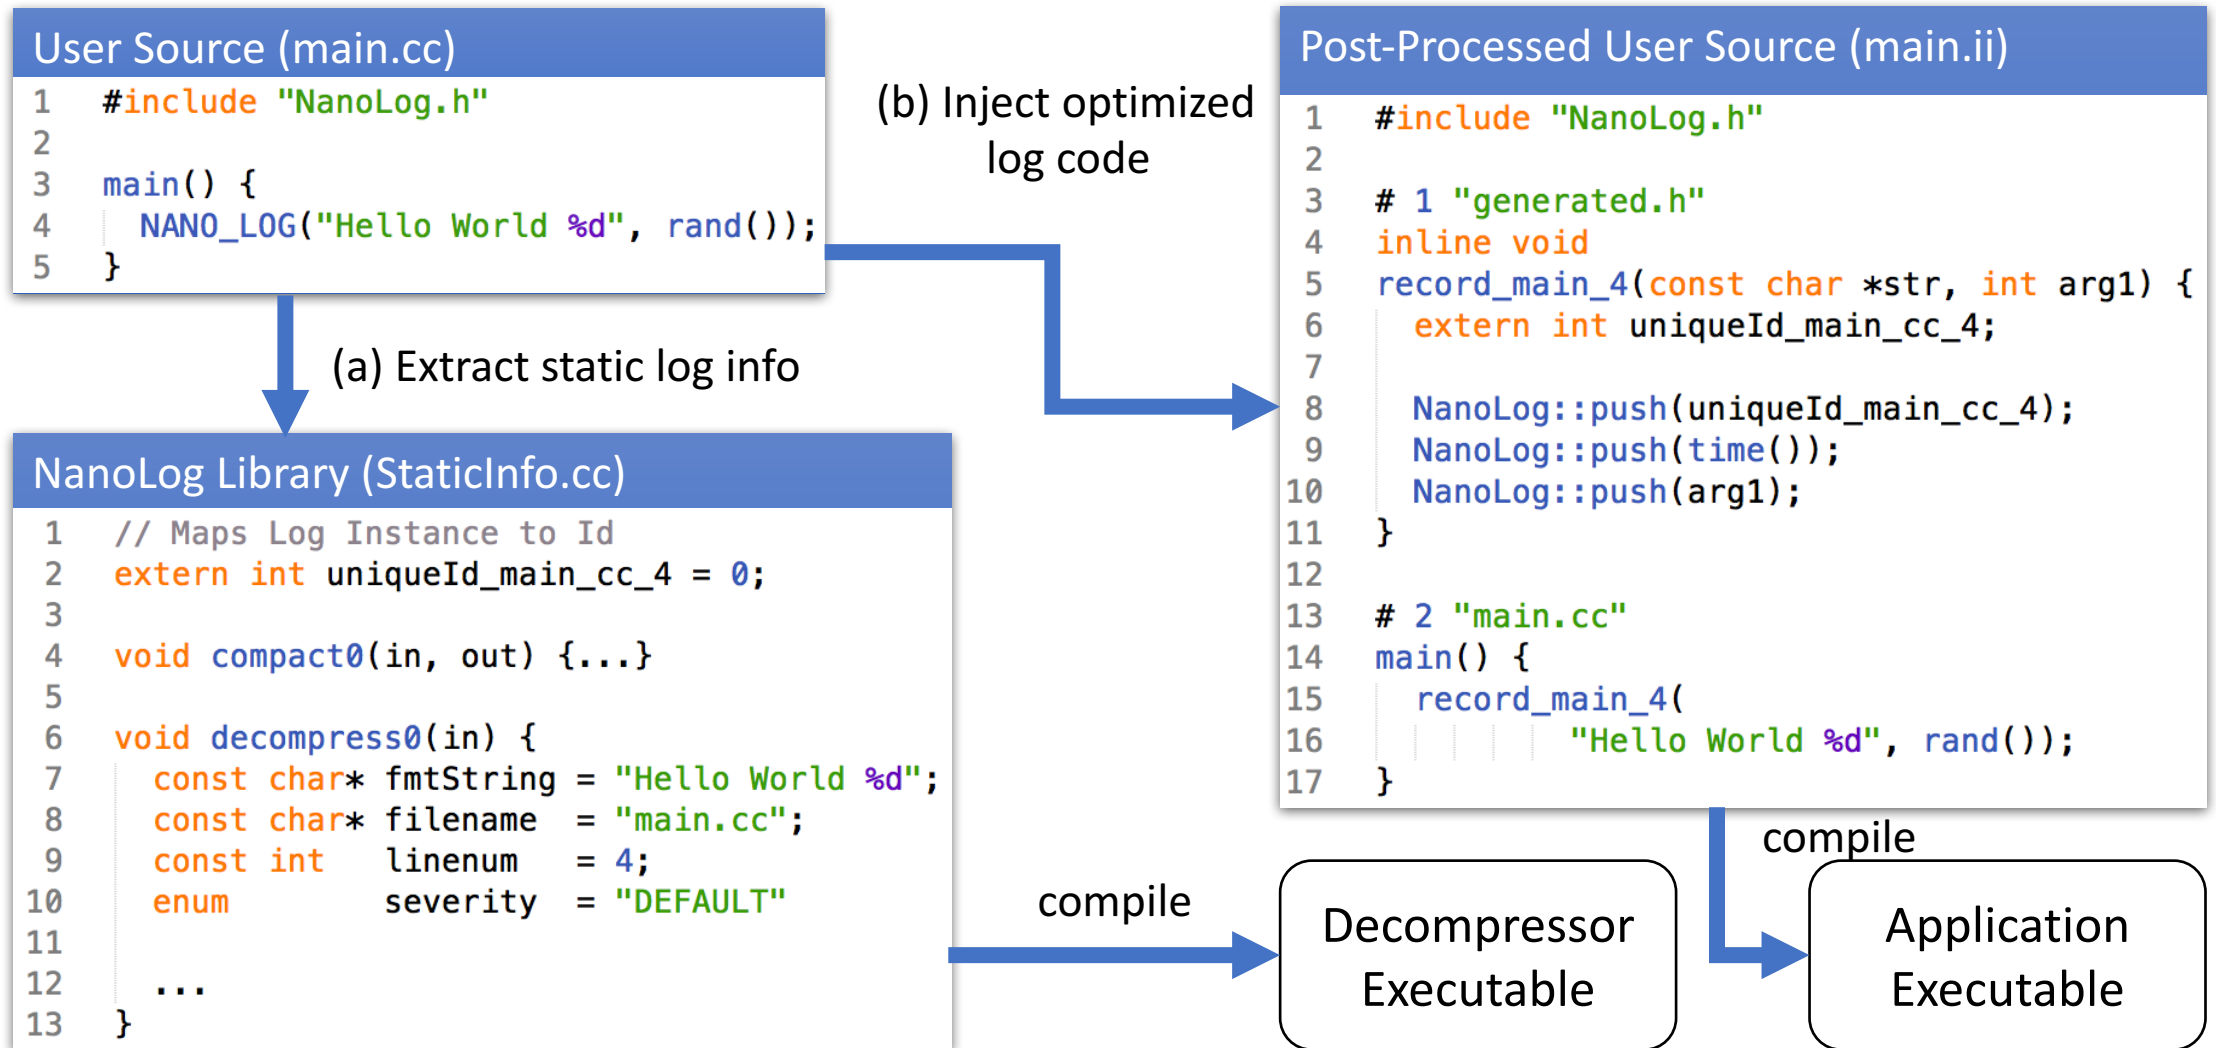 User Source (main.cc)
1 #include "NanoLog.h"
2
3 main() {
4 NANO_LOG("Hello World %d", rand());
5 }
(a) Extract static log info
(b) Inject optimized
log code
NanoLog Library (StaticInfo.cc)
1 // Maps Log Instance to Id
2 extern int uniqueId_main_cc_4 = 0;
3
4 void compact0(in, out) {...}
5
6 void decompress0(in) {
7 const char* fmtString = "Hello World %d";
8 const char* filename = "main.cc";
9 const int linenum = 4;
10 enum severity = "DEFAULT"
11
12 ...
13 }
Post-Processed User Source (main.ii)
1 #include "NanoLog.h"
2
3 # 1 "generated.h"
4 inline void
5 record_main_4(const char *str, int arg1) {
6 extern int uniqueId_main_cc_4;
7
8 NanoLog::push(uniqueId_main_cc_4);
9 NanoLog::push(time());
10 NanoLog::push(arg1);
11 }
12
13 # 2 "main.cc"
14 main() {
15 record_main_4(
16 "Hello World %d", rand());
17 }
compile
Decompressor
Executable
compile
Application
Executable